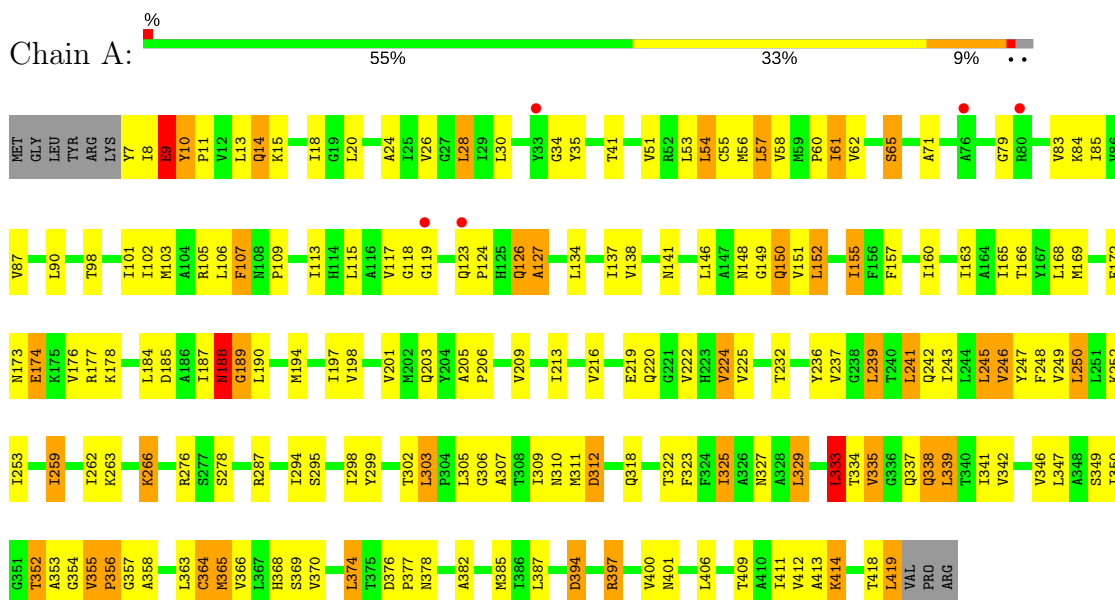 %
Chain A:
55% 33% 9% • •
MET GLY LEU TYR ARG LYS Y7 I8 E9 Y10 P11 V12 L13 Q14 K15 I18 G19 L20 A24 I25 V26 G27 L28 I29 L30 Y33 G34 Y35 T41 V51 R52 L53 L54 C55 M56 L57 V58 M59 P60 I61 V62 S65 A71 A76 G79 R80 V83 K84 I85 V86
V87 L90 T98 I101 I102 M103 A104 R105 L106 F107 N108 P109 I113 H114 L115 A116 V117 G118 G119 Q123 P124 H125 Q126 A127 L134 I137 V138 N141 L146 A147 N148 G149 Q150 V151 L152 I155 F156 F157 I160 I163 A164 I165 T166 Y167 L168 M169
N173 E174 K175 V176 R177 K178 L184 D185 A186 I187 N188 G189 L190 M194 I197 V198 V201 M202 Q203 Y204 A205 P206 V209 I213 V216 E219 Q220 G221 V222 H223 V224 V225 T232 Y236 V237 G238 L239 T240 L241 Q242 I243 L244 L245 V246 Y247 F248 V249 L250 L251 K252
I253 I259 I262 K263 K266 R276 S277 S278 R287 I294 S295 I298 Y299 T302 L303 P304 L305 G306 A307 T308 I309 N310 M311 D312 Q318 T322 F323 F324 I325 A326 N327 A328 L329 L333 T334 V335 G336 Q337 Q338 L339 T340 I341 V342 V346 L347 A348 S349 I350
G351 T352 A353 G354 V355 P356 G357 A358 L363 C364 M365 V366 L367 H368 S369 V370 L374 T375 D376 P377 N378 A382 M385 I386 L387 D394 R397 V400 N401 L406 T409 A410 I411 V412 A413 K414 T418 L419 VAL PRO ARG